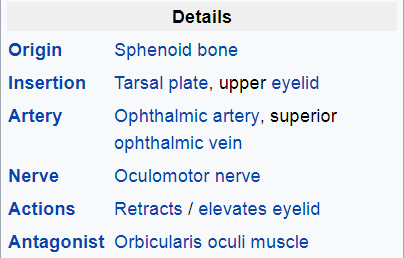 Details
Origin Sphenoid bone
Insertion Tarsal plate, upper eyelid
Artery Ophthalmic artery, superior
ophthalmic vein
Nerve Oculomotor nerve
Actions Retracts / elevates eyelid
Antagonist Orbicularis oculi muscle